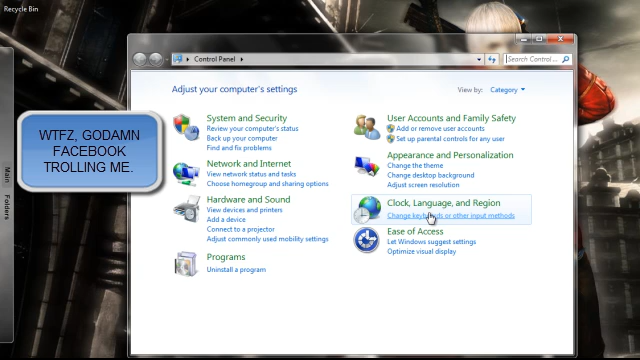 Recycle Bin
Control Panel
Search Control ...
Adjust your computer's settings
View by: Category
WTFZ, GODAMN
FACEBOOK
TROLLING ME.
Main
Folders
System and Security
Review your computer's status
Back up your computer
Find and fix problems
Network and Internet
View network status and tasks
Choose homegroup and sharing options
Hardware and Sound
View devices and printers
Add a device
Connect to a projector
Adjust commonly used mobility settings
Programs
Uninstall a program
User Accounts and Family Safety
Add or remove user accounts
Set up parental controls for any user
Appearance and Personalization
Change the theme
Change desktop background
Adjust screen resolution
Clock, Language, and Region
Change keyboards or other input methods
Ease of Access
Let Windows suggest settings
Optimize visual display